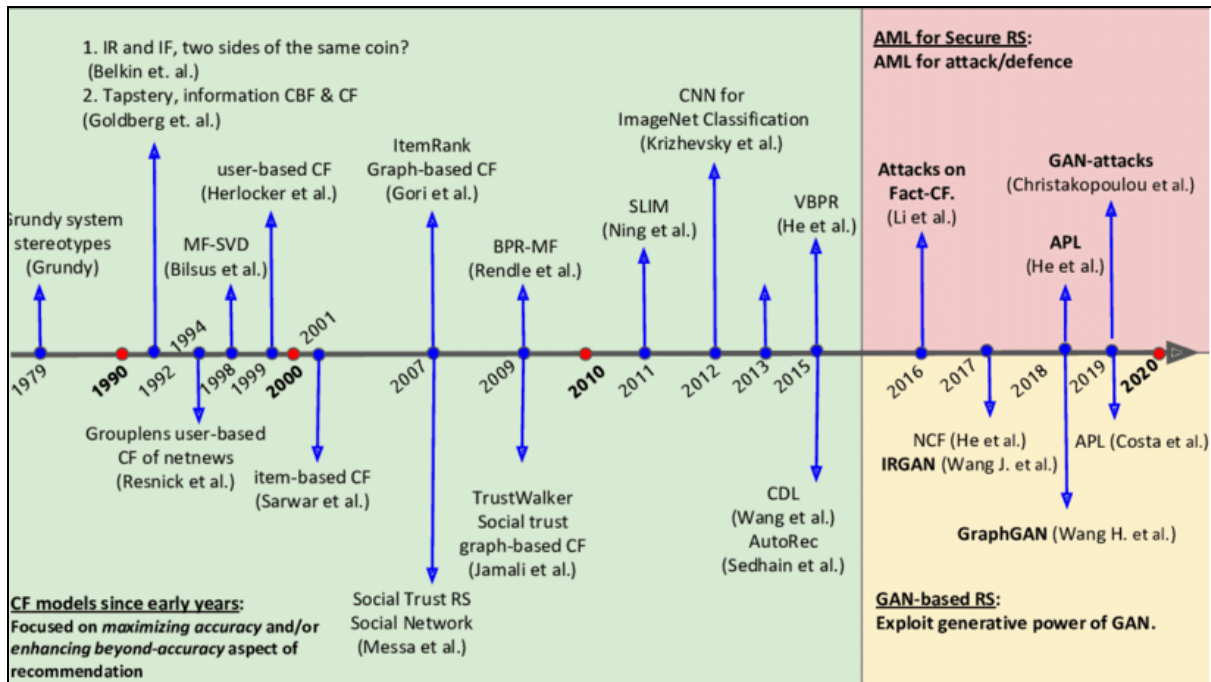 1. IR and IF, two sides of the same coin?
(Belkin et. al.)
2. Tapstery, information CBF & CF
(Goldberg et. al.)
AML for Secure RS:
AML for attack/defence
CNN for
ImageNet Classification
(Krizhevsky et al.)
ItemRank
Graph-based CF
(Gori et al.)
user-based CF
(Herlocker et al.)
GAN-attacks
(Christakopoulou et al.)
Attacks on
Fact-CF.
(Li et al.)
SLIM
(Ning et al.)
VBPR
(He et al.)
Grundy system
stereotypes
(Grundy)
MF-SVD
(Bilsus et al.)
BPR-MF
(Rendle et al.)
APL
(He et al.)
1979
1990
1992
1994
1998
1999
2000
2001
2007
2009
2010
2011
2012
2013
2015
2016
2017
2018
2019
2020
Grouplens user-based
CF of netnews
(Resnick et al.)
item-based CF
(Sarwar et al.)
TrustWalker
Social trust
graph-based CF
(Jamali et al.)
CDL
(Wang et al.)
AutoRec
(Sedhain et al.)
NCF (He et al.)
IRGAN (Wang J. et al.)
APL (Costa et al.)
GraphGAN (Wang H. et al.)
Social Trust RS
Social Network
(Messa et al.)
CF models since early years:
Focused on maximizing accuracy and/or
enhancing beyond-accuracy aspect of
recommendation
GAN-based RS:
Exploit generative power of GAN.